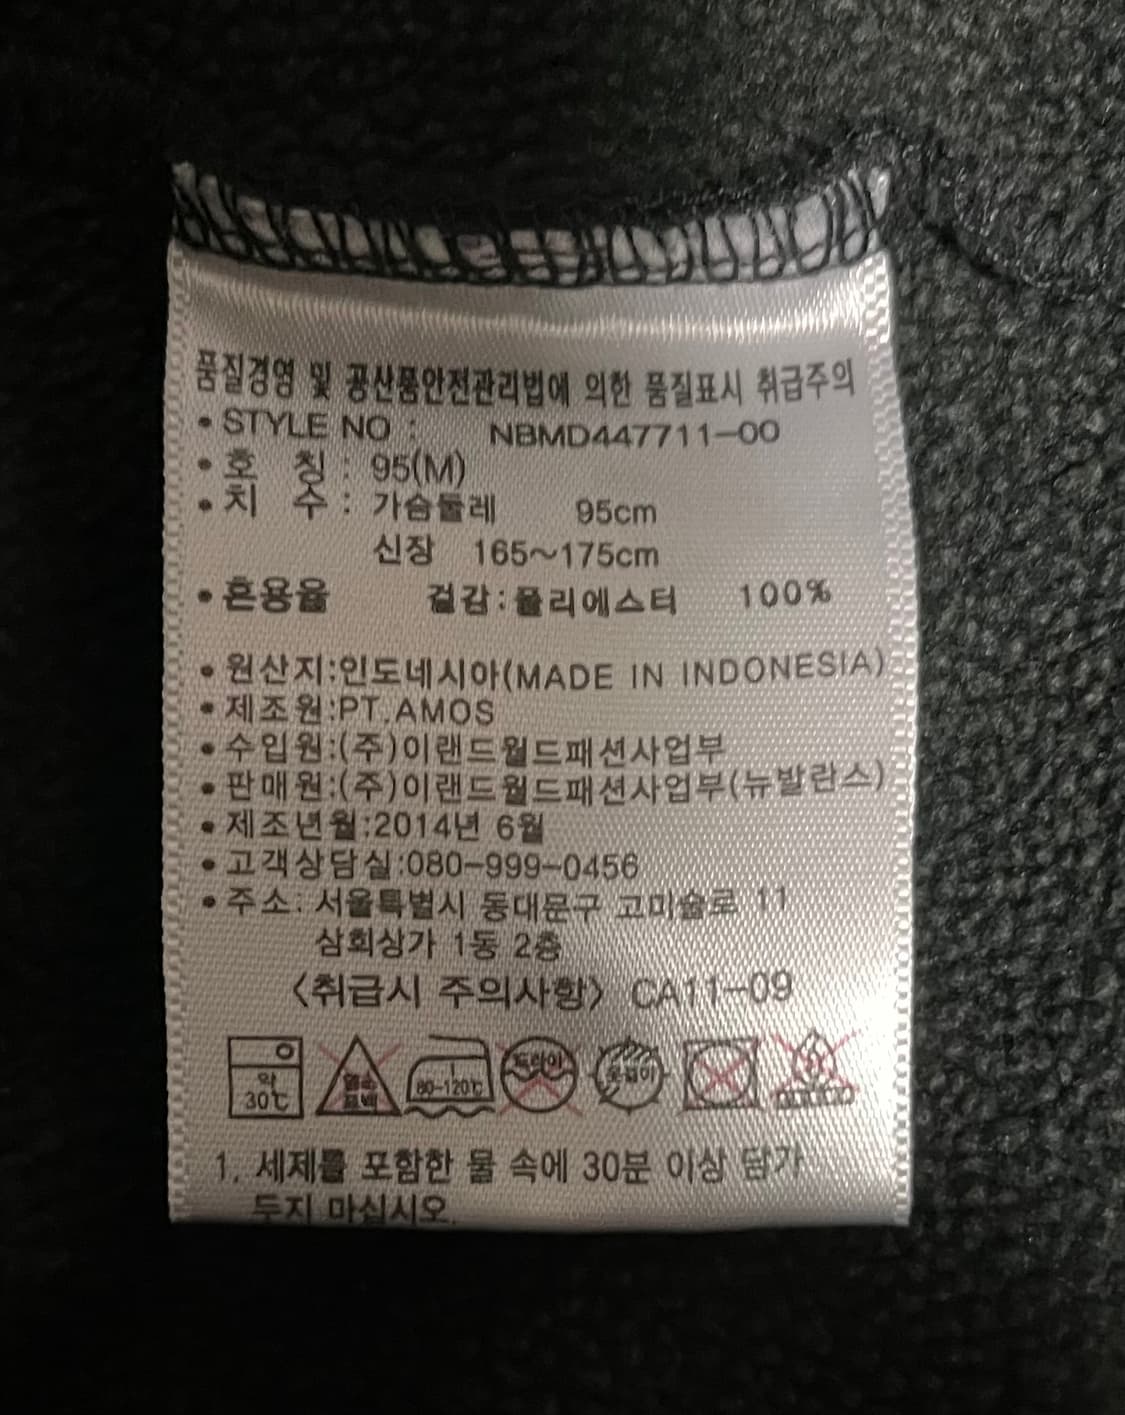 품질경영 및 공산품안전관리법에 의한 품질표시 취급주의
• STYLE NO : NBMD447711-00
• 호 칭 : 95(M)
• 치 수 : 가슴둘레 95cm
신장 165~175cm
• 혼용율 겉감:폴리에스터 100%
• 원산지:인도네시아(MADE IN INDONESIA)
• 제조원:PT.AMOS
• 수입원:(주)이랜드월드패션사업부
• 판매원:(주)이랜드월드패션사업부(뉴발란스)
• 제조년월:2014년 6월
• 고객상담실:080-999-0456
• 주소: 서울특별시 동대문구 고미술로 11
삼희상가 1동 2층
<취급시 주의사항> CA11-09
약 30℃ 염소 표백 80-120℃ 드라이 옷걸이
1. 세제를 포함한 물 속에 30분 이상 담가
두지 마십시오.